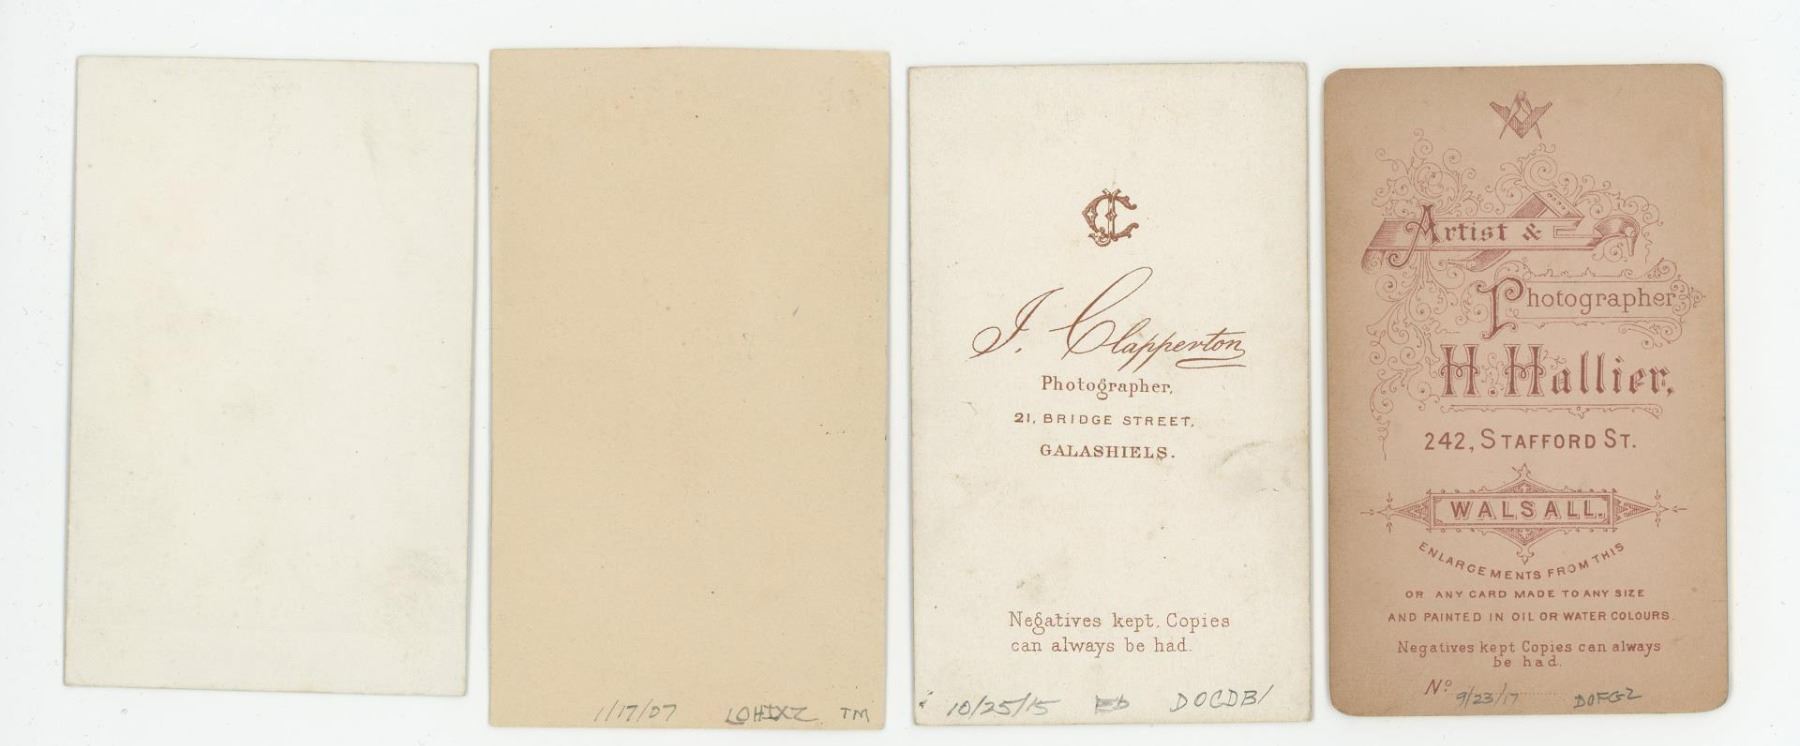 1/17/07 LOHIXZ TM
JC
J. Clapperton
Photographer,
21, BRIDGE STREET,
GALASHIELS.
Negatives kept. Copies
can always be had.
10/25/15 DOCDB1
Artist &
Photographer
H. Hallier,
242, STAFFORD ST.
WALSALL.
ENLARGEMENTS FROM THIS
OR ANY CARD MADE TO ANY SIZE
AND PAINTED IN OIL OR WATER COLOURS.
Negatives kept Copies can always
be had.
No 9/23/17 DOFGZ